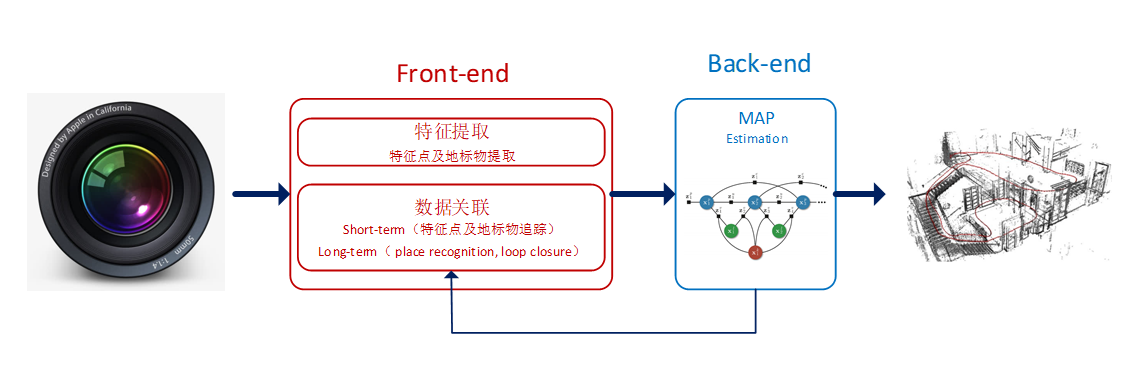 Front-end
Back-end
Designed by Apple in California
50mm 1:1.4
特征提取
特征点及地标物提取
数据关联
Short-term（特征点及地标物追踪）
Long-term（ place recognition, loop closure）
MAP
Estimation